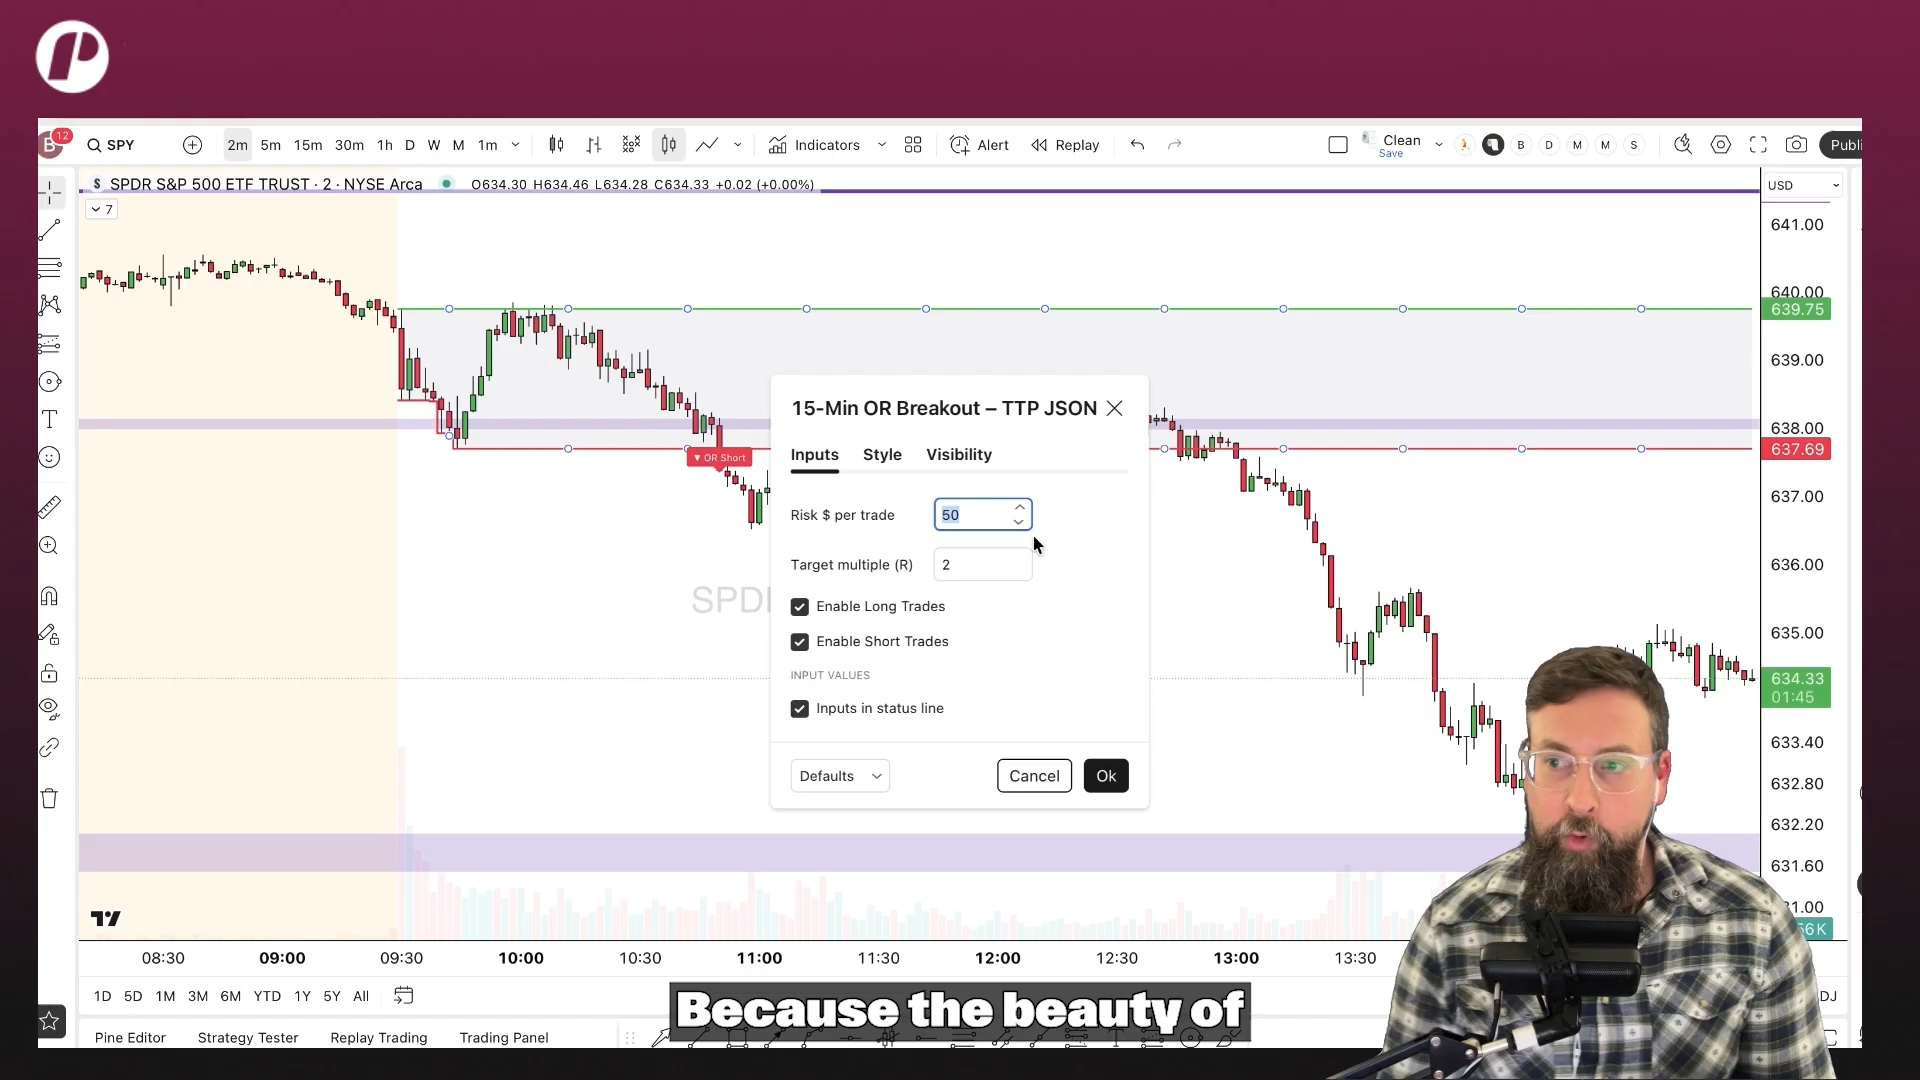 12
SPY
2m 5m 15m 30m 1h D W M 1m
Indicators
Alert
Replay
Clean
Save
B D M M S
Publi
SPDR S&P 500 ETF TRUST · 2 · NYSE Arca
O634.30 H634.46 L634.28 C634.33 +0.02 (+0.00%)
USD
7
641.00
640.00
639.75
639.00
638.00
637.69
637.00
636.00
635.00
634.33
01:45
633.40
632.80
632.20
631.60
OR Short
15-Min OR Breakout – TTP JSON
Inputs Style Visibility
Risk $ per trade 50
Target multiple (R) 2
Enable Long Trades
Enable Short Trades
INPUT VALUES
Inputs in status line
Defaults Cancel Ok
SPD
08:30 09:00 09:30 10:00 10:30 11:00 11:30 12:00 12:30 13:00 13:30
1D 5D 1M 3M 6M YTD 1Y 5Y All
DJ
Because the beauty of
Pine Editor Strategy Tester Replay Trading Trading Panel